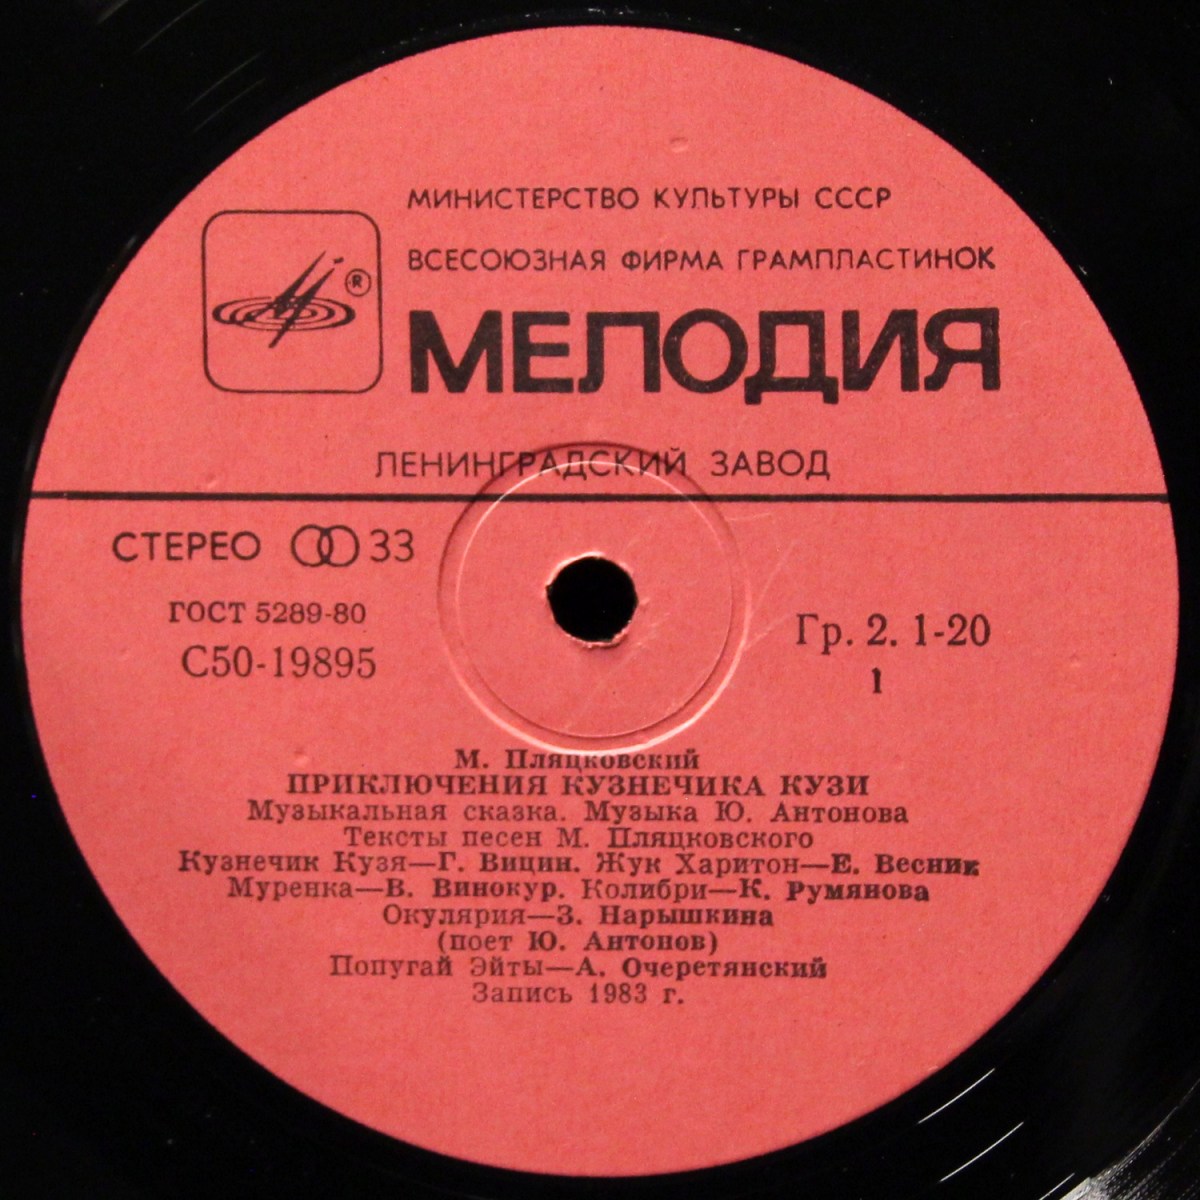 МИНИСТЕРСТВО КУЛЬТУРЫ СССР
ВСЕСОЮЗНАЯ ФИРМА ГРАМПЛАСТИНОК
®
МЕЛОДИЯ
ЛЕНИНГРАДСКИЙ ЗАВОД
СТЕРЕО 33
ГОСТ 5289-80
С50-19895
Гр. 2. 1-20
1
М. Пляцковский
ПРИКЛЮЧЕНИЯ КУЗНЕЧИКА КУЗИ
Музыкальная сказка. Музыка Ю. Антонова
Тексты песен М. Пляцковского
Кузнечик Кузя—Г. Вицин. Жук Харитон—Е. Весник
Муренка—В. Винокур. Колибри—К. Румянова
Окулярия—З. Нарышкина
(поет Ю. Антонов)
Попугай Эйты—А. Очеретянский
Запись 1983 г.